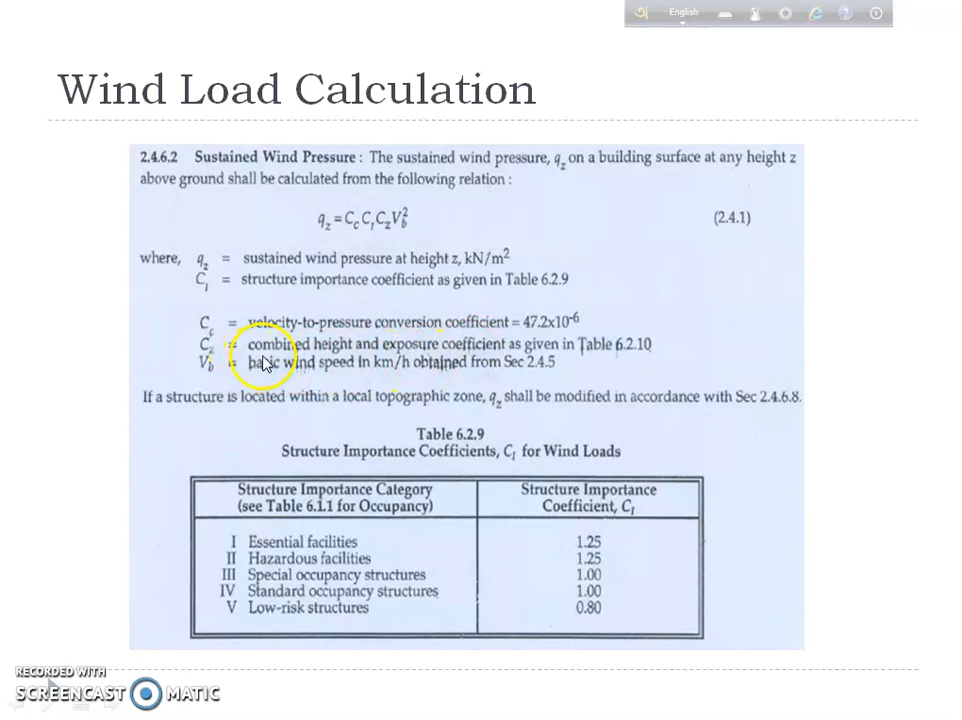 অ English
Wind Load Calculation
2.4.6.2 Sustained Wind Pressure : The sustained wind pressure, q_z on a building surface at any height z
above ground shall be calculated from the following relation :
q_z = C_c C_I C_z V_b^2 (2.4.1)
where, q_z = sustained wind pressure at height z, kN/m²
C_I = structure importance coefficient as given in Table 6.2.9
C_c = velocity-to-pressure conversion coefficient = 47.2x10⁻⁶
C_z = combined height and exposure coefficient as given in Table 6.2.10
V_b = basic wind speed in km/h obtained from Sec 2.4.5
If a structure is located within a local topographic zone, q_z shall be modified in accordance with Sec 2.4.6.8.
Table 6.2.9
Structure Importance Coefficients, C_I for Wind Loads
Structure Importance Category Structure Importance
(see Table 6.1.1 for Occupancy) Coefficient, C_I
I Essential facilities 1.25
II Hazardous facilities 1.25
III Special occupancy structures 1.00
IV Standard occupancy structures 1.00
V Low-risk structures 0.80
RECORDED WITH
SCREENCAST MATIC